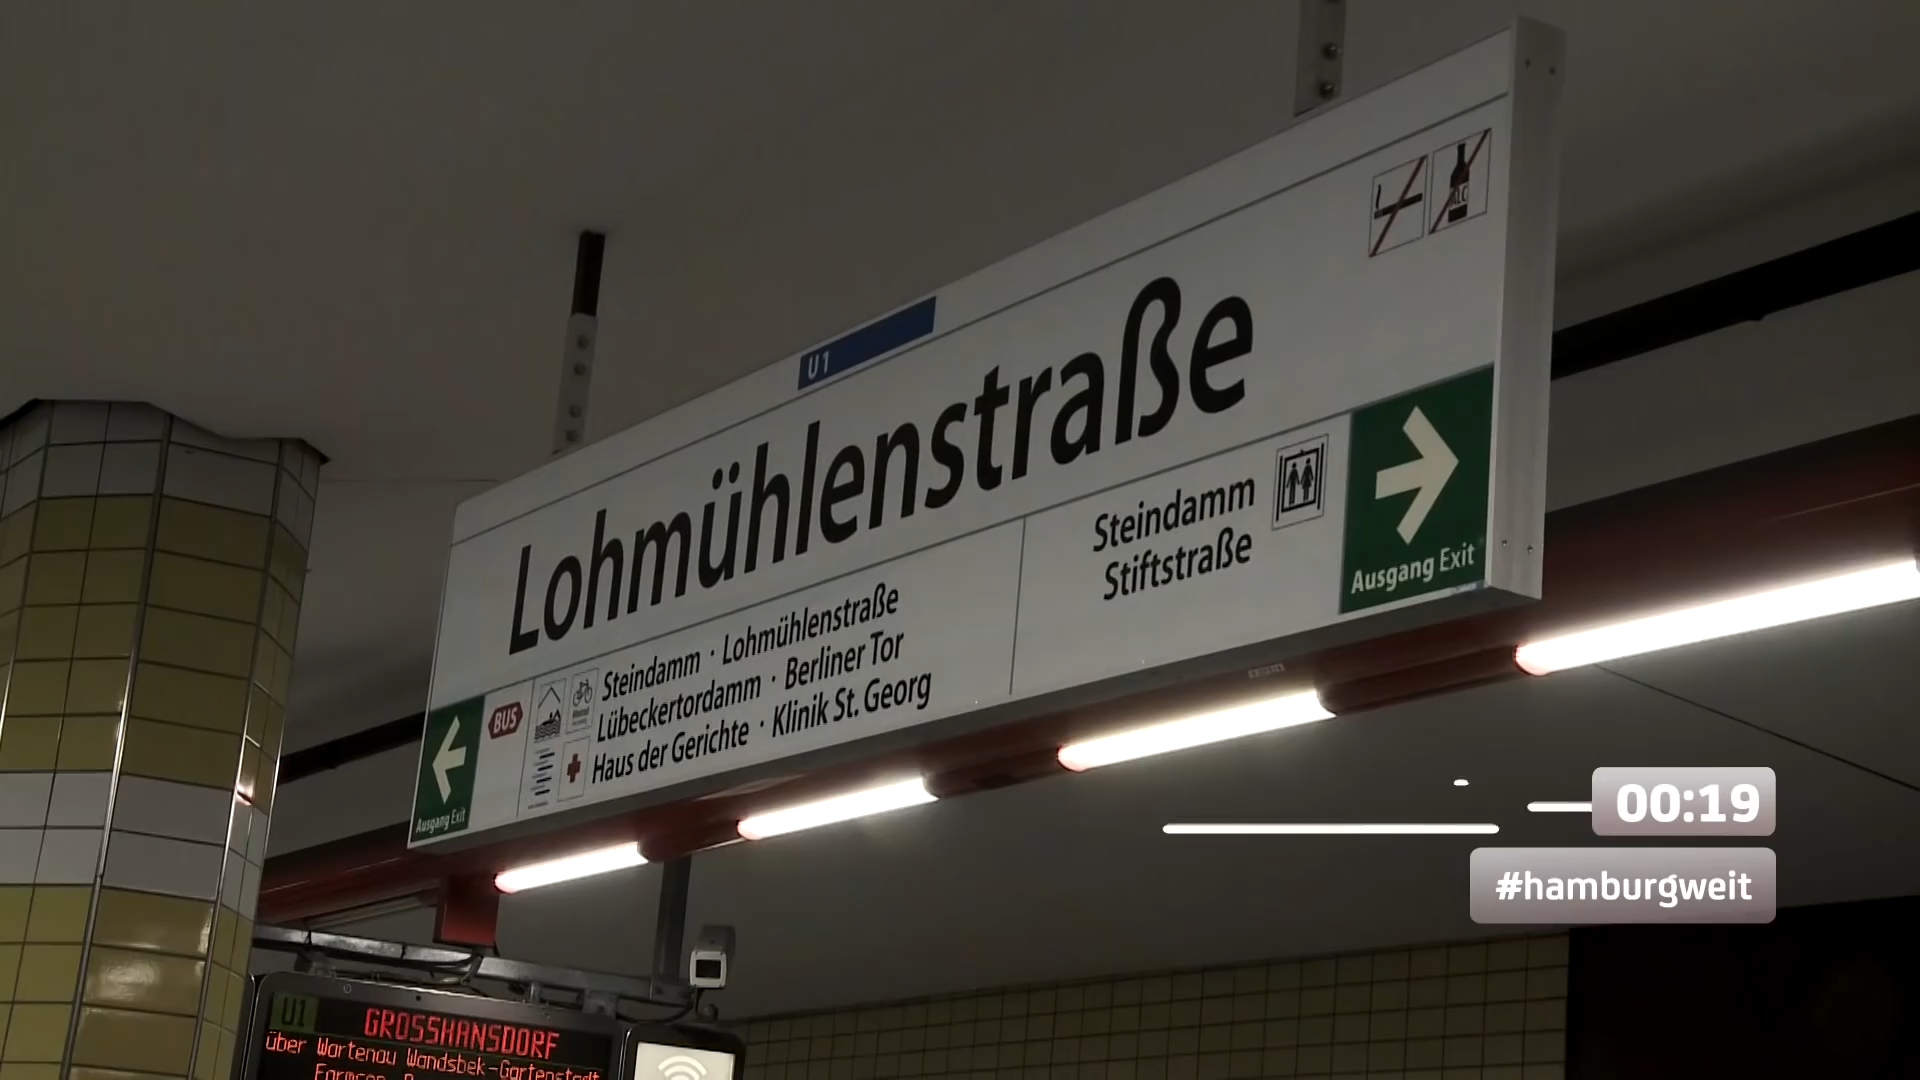 U1
Lohmühlenstraße
Steindamm · Lohmühlenstraße
Lübeckertordamm · Berliner Tor
Haus der Gerichte · Klinik St. Georg
BUS
Ausgang Exit
Steindamm
Stiftstraße
Ausgang Exit
ALC
00:19
#hamburgweit
U1
GROSSHANSDORF
über Wartenau Wandsbek-Gartenstadt